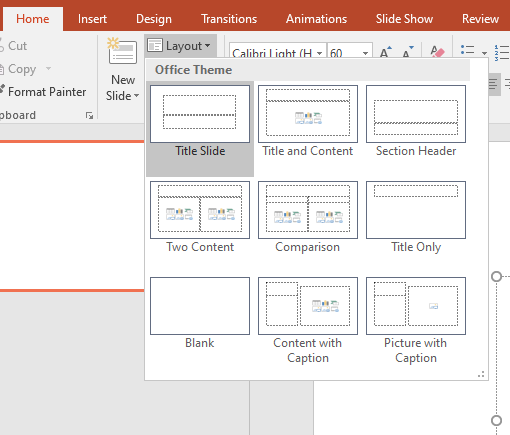 Home Insert Design Transitions Animations Slide Show Review
Cut
Copy
Format Painter
pboard
New
Slide
Layout
Calibri Light (H 60 A A
Office Theme
Title Slide Title and Content Section Header
Two Content Comparison Title Only
Blank Content with
Caption Picture with
Caption